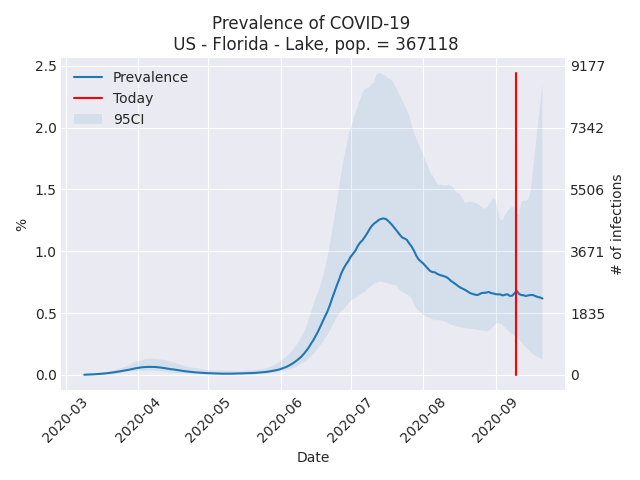 Prevalence of COVID-19
US - Florida - Lake, pop. = 367118
Prevalence
Today
95CI
2.5
2.0
1.5
1.0
0.5
0.0
%
9177
7342
5506
3671
1835
0
# of infections
2020-03
2020-04
2020-05
2020-06
2020-07
2020-08
2020-09
Date